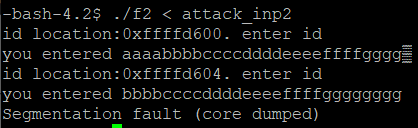 -bash-4.2$ ./f2 < attack_inp2
id location:0xffffd600. enter id
you entered aaaabbbbccccddddeeeeffffgggg▒
id location:0xffffd604. enter id
you entered bbbbccccddddeeeeffffgggggggg
Segmentation fault (core dumped)